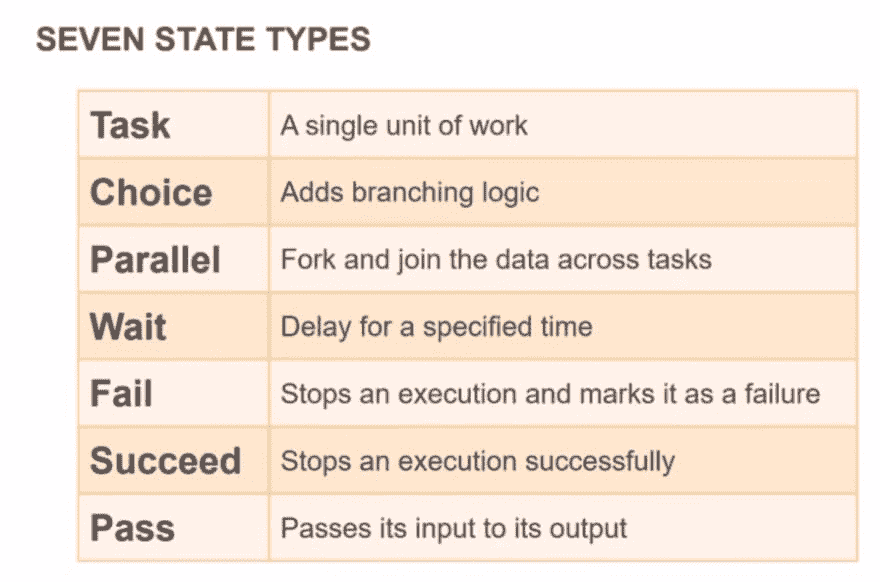 SEVEN STATE TYPES
Task A single unit of work
Choice Adds branching logic
Parallel Fork and join the data across tasks
Wait Delay for a specified time
Fail Stops an execution and marks it as a failure
Succeed Stops an execution successfully
Pass Passes its input to its output